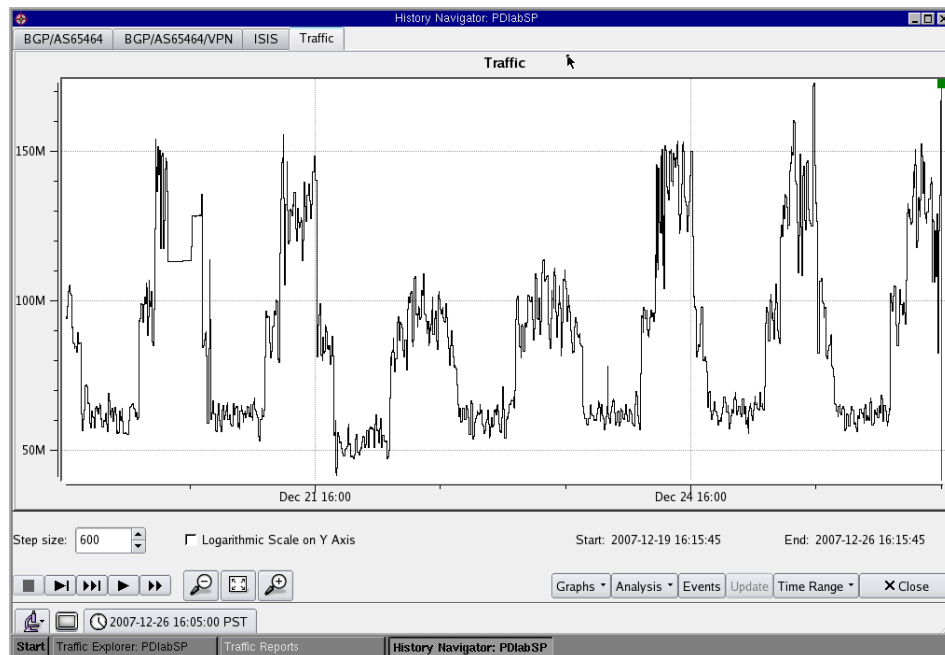 History Navigator: PDlabSP
BGP/AS65464 BGP/AS65464/VPN ISIS Traffic
Traffic
150M
100M
50M
Dec 21 16:00 Dec 24 16:00
Step size: 600 Logarithmic Scale on Y Axis Start: 2007-12-19 16:15:45 End: 2007-12-26 16:15:45
Graphs Analysis Events Update Time Range Close
2007-12-26 16:05:00 PST
Start Traffic Explorer: PDlabSP Traffic Reports History Navigator: PDlabSP